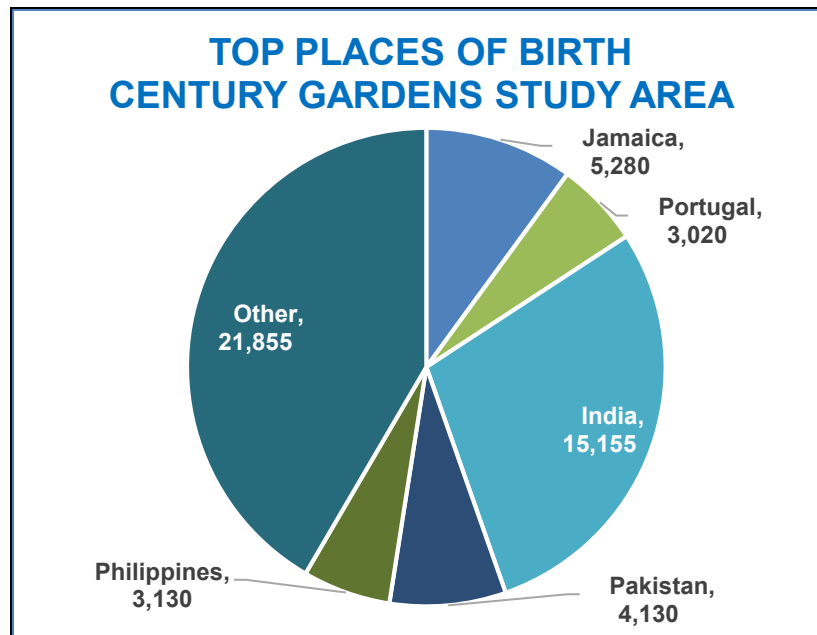 TOP PLACES OF BIRTH
CENTURY GARDENS STUDY AREA
Jamaica,
5,280
Portugal,
3,020
Other,
21,855
India,
15,155
Philippines,
3,130
Pakistan,
4,130